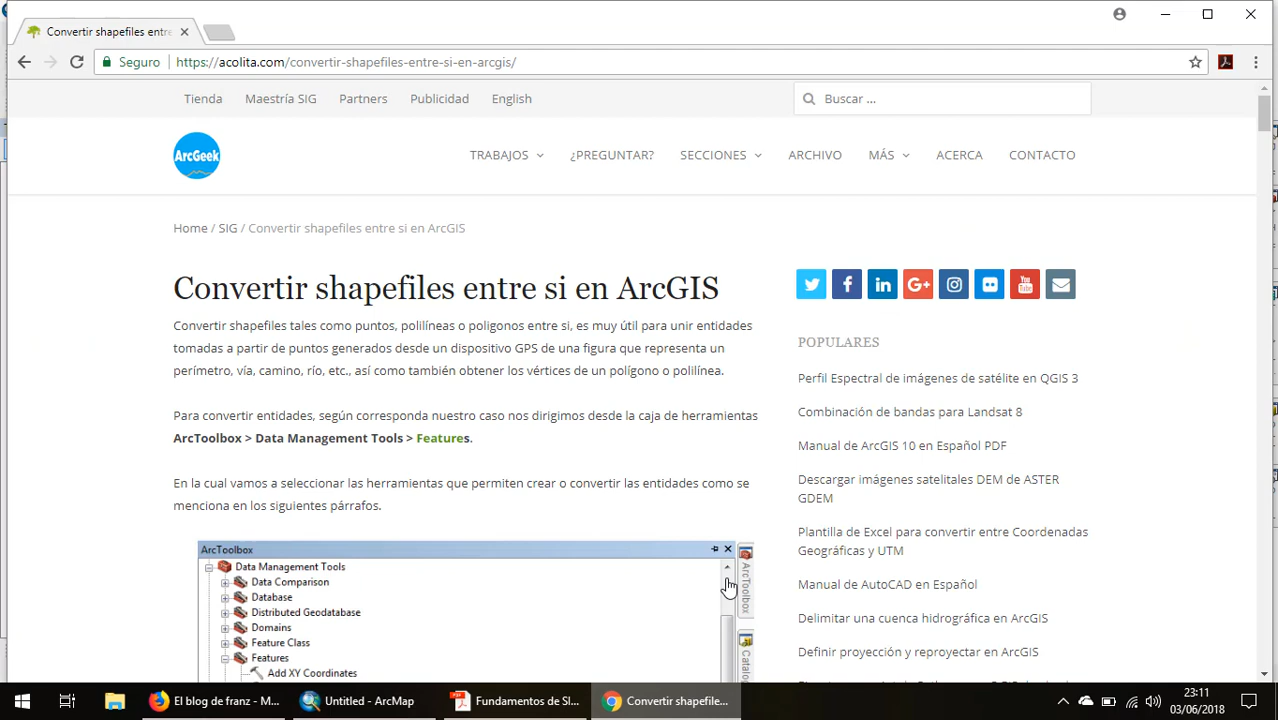 Convertir shapefiles entre
Seguro https://acolita.com/convertir-shapefiles-entre-si-en-arcgis/
Tienda Maestría SIG Partners Publicidad English Buscar ...
ArcGeek TRABAJOS ¿PREGUNTAR? SECCIONES ARCHIVO MÁS ACERCA CONTACTO
Home / SIG / Convertir shapefiles entre si en ArcGIS
Convertir shapefiles entre si en ArcGIS
Convertir shapefiles tales como puntos, polilíneas o poligonos entre si, es muy útil para unir entidades
tomadas a partir de puntos generados desde un dispositivo GPS de una figura que representa un
perímetro, vía, camino, río, etc., así como también obtener los vértices de un polígono o polilínea.
Para convertir entidades, según corresponda nuestro caso nos dirigimos desde la caja de herramientas
ArcToolbox > Data Management Tools > Features.
En la cual vamos a seleccionar las herramientas que permiten crear o convertir las entidades como se
menciona en los siguientes párrafos.
ArcToolbox
Data Management Tools
Data Comparison
Database
Distributed Geodatabase
Domains
Feature Class
Features
Add XY Coordinates
ArcToolbox
Catalog
POPULARES
Perfil Espectral de imágenes de satélite en QGIS 3
Combinación de bandas para Landsat 8
Manual de ArcGIS 10 en Español PDF
Descargar imágenes satelitales DEM de ASTER
GDEM
Plantilla de Excel para convertir entre Coordenadas
Geográficas y UTM
Manual de AutoCAD en Español
Delimitar una cuenca hidrográfica en ArcGIS
Definir proyección y reproyectar en ArcGIS
El blog de franz - M... Untitled - ArcMap Fundamentos de SI... Convertir shapefile...
23:11
03/06/2018